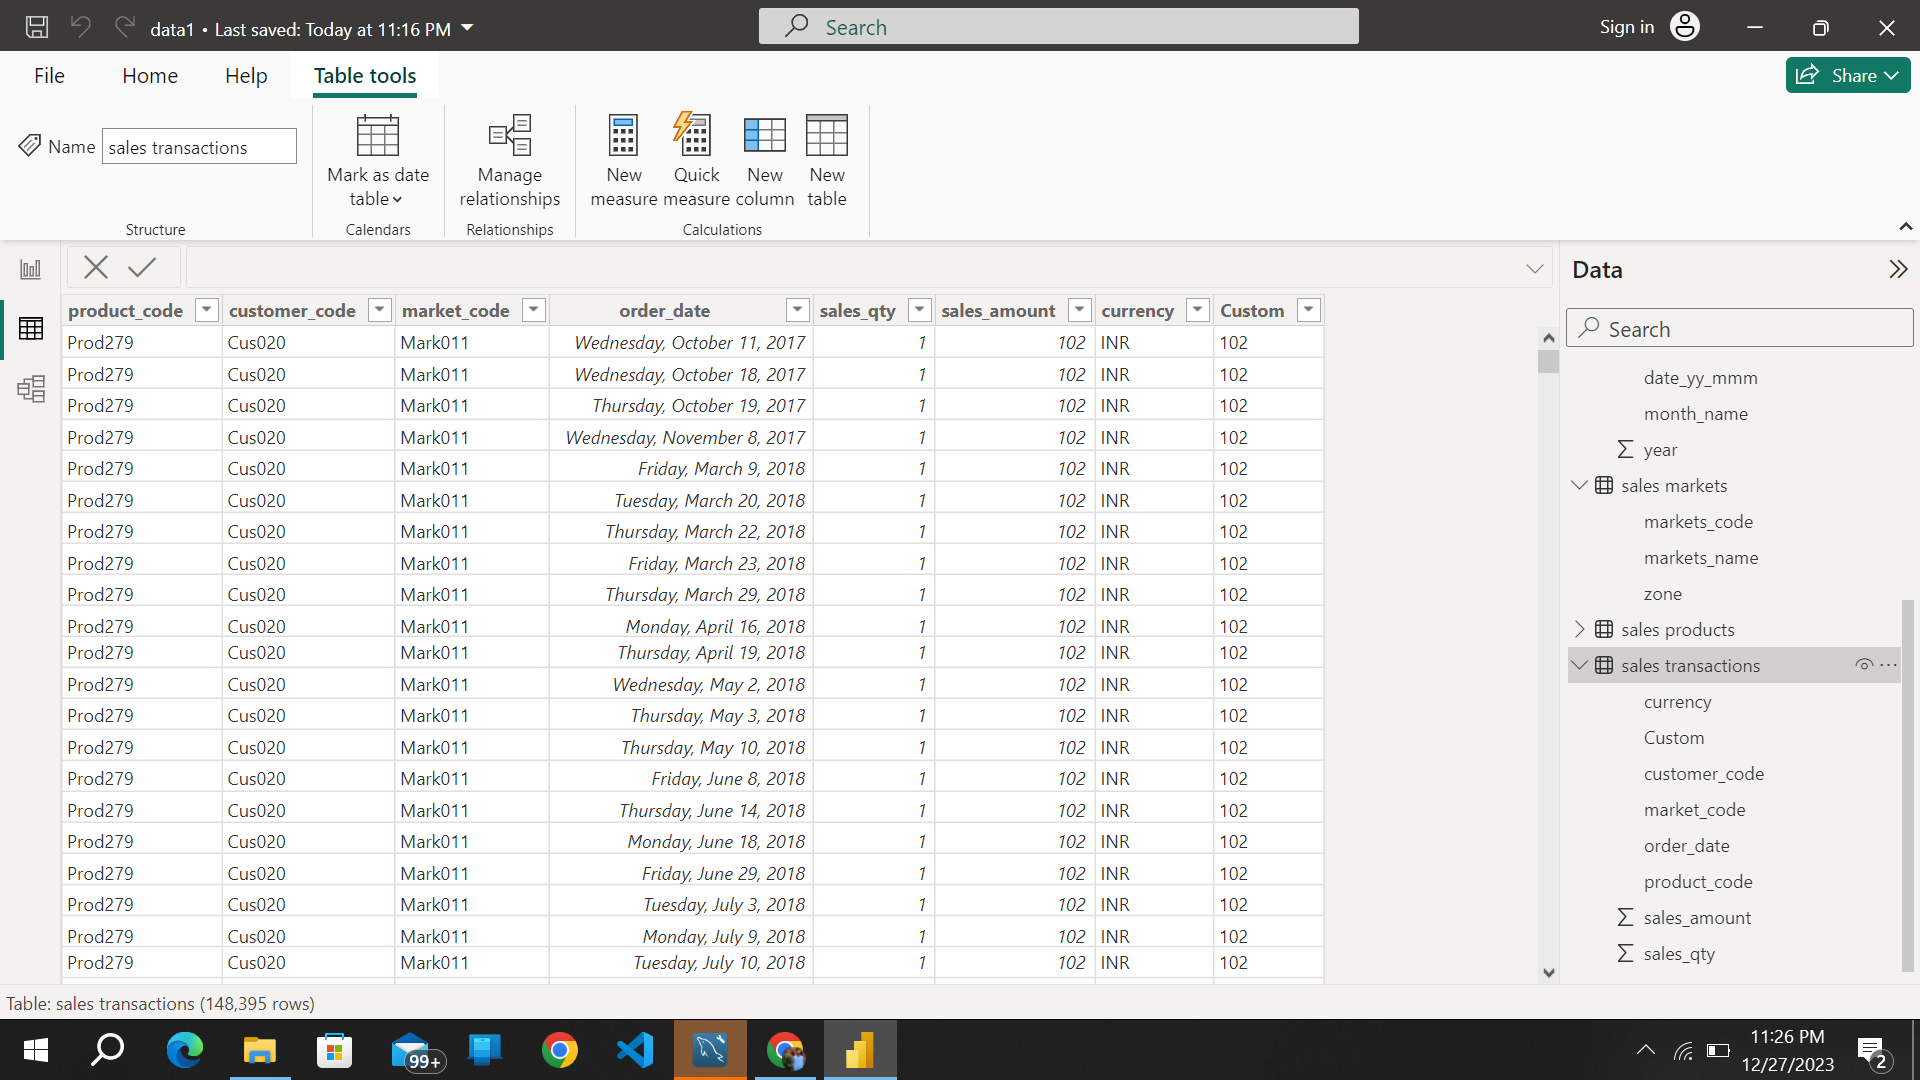 data1 • Last saved: Today at 11:16 PM
Search
Sign in
File Home Help Table tools
Share
Name sales transactions
Mark as date table
Manage relationships
New measure
Quick measure
New column
New table
Structure Calendars Relationships Calculations
product_code customer_code market_code order_date sales_qty sales_amount currency Custom
Prod279 Cus020 Mark011 Wednesday, October 11, 2017 1 102 INR 102
Prod279 Cus020 Mark011 Wednesday, October 18, 2017 1 102 INR 102
Prod279 Cus020 Mark011 Thursday, October 19, 2017 1 102 INR 102
Prod279 Cus020 Mark011 Wednesday, November 8, 2017 1 102 INR 102
Prod279 Cus020 Mark011 Friday, March 9, 2018 1 102 INR 102
Prod279 Cus020 Mark011 Tuesday, March 20, 2018 1 102 INR 102
Prod279 Cus020 Mark011 Thursday, March 22, 2018 1 102 INR 102
Prod279 Cus020 Mark011 Friday, March 23, 2018 1 102 INR 102
Prod279 Cus020 Mark011 Thursday, March 29, 2018 1 102 INR 102
Prod279 Cus020 Mark011 Monday, April 16, 2018 1 102 INR 102
Prod279 Cus020 Mark011 Thursday, April 19, 2018 1 102 INR 102
Prod279 Cus020 Mark011 Wednesday, May 2, 2018 1 102 INR 102
Prod279 Cus020 Mark011 Thursday, May 3, 2018 1 102 INR 102
Prod279 Cus020 Mark011 Thursday, May 10, 2018 1 102 INR 102
Prod279 Cus020 Mark011 Friday, June 8, 2018 1 102 INR 102
Prod279 Cus020 Mark011 Thursday, June 14, 2018 1 102 INR 102
Prod279 Cus020 Mark011 Monday, June 18, 2018 1 102 INR 102
Prod279 Cus020 Mark011 Friday, June 29, 2018 1 102 INR 102
Prod279 Cus020 Mark011 Tuesday, July 3, 2018 1 102 INR 102
Prod279 Cus020 Mark011 Monday, July 9, 2018 1 102 INR 102
Prod279 Cus020 Mark011 Tuesday, July 10, 2018 1 102 INR 102
Data
Search
date_yy_mmm
month_name
∑ year
sales markets
markets_code
markets_name
zone
sales products
sales transactions
currency
Custom
customer_code
market_code
order_date
product_code
∑ sales_amount
∑ sales_qty
Table: sales transactions (148,395 rows)
99+
11:26 PM
12/27/2023
2